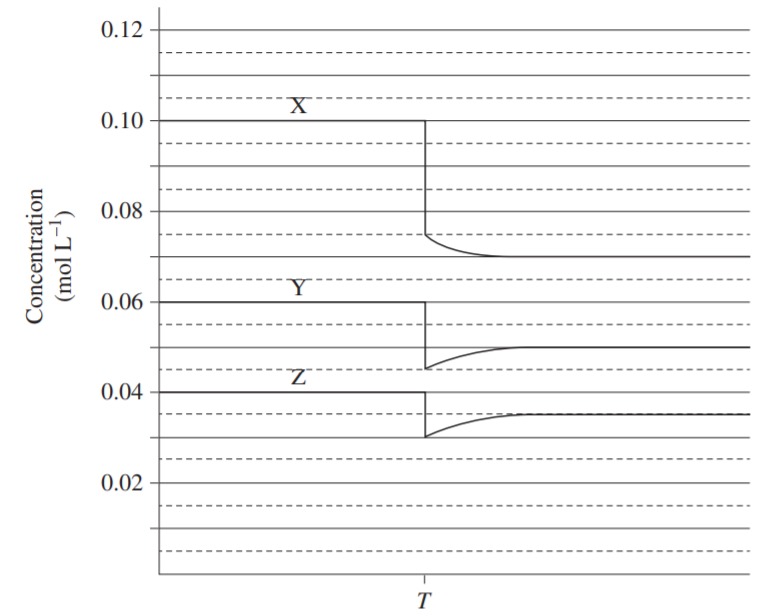 0.12
X
0.10
0.08
Concentration
(mol L⁻¹)
Y
0.06
Z
0.04
0.02
T